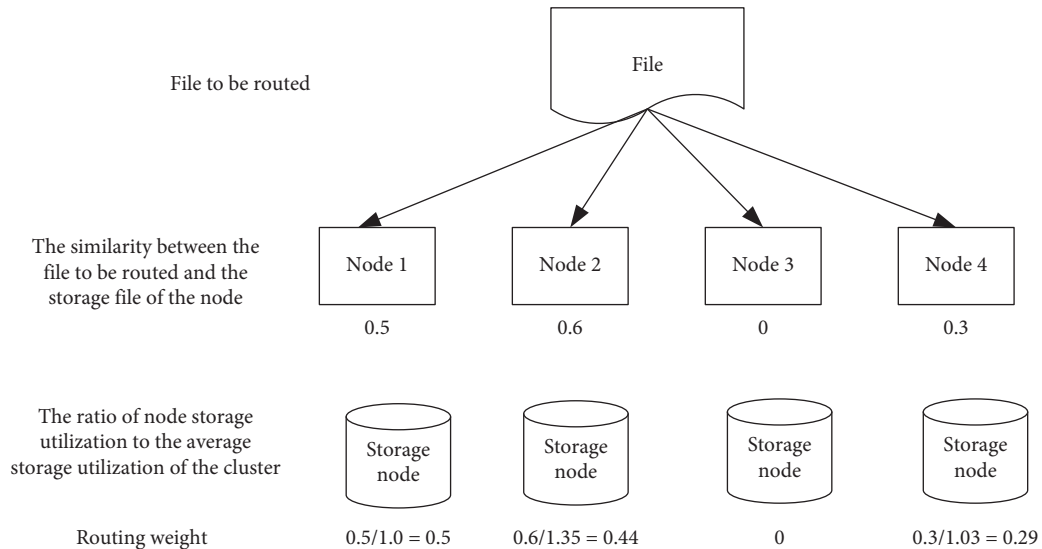 File to be routed
File
The similarity between the
file to be routed and the
storage file of the node
Node 1
Node 2
Node 3
Node 4
0.5
0.6
0
0.3
The ratio of node storage
utilization to the average
storage utilization of the cluster
Storage
node
Storage
node
Storage
node
Storage
node
Routing weight
0.5/1.0 = 0.5
0.6/1.35 = 0.44
0
0.3/1.03 = 0.29